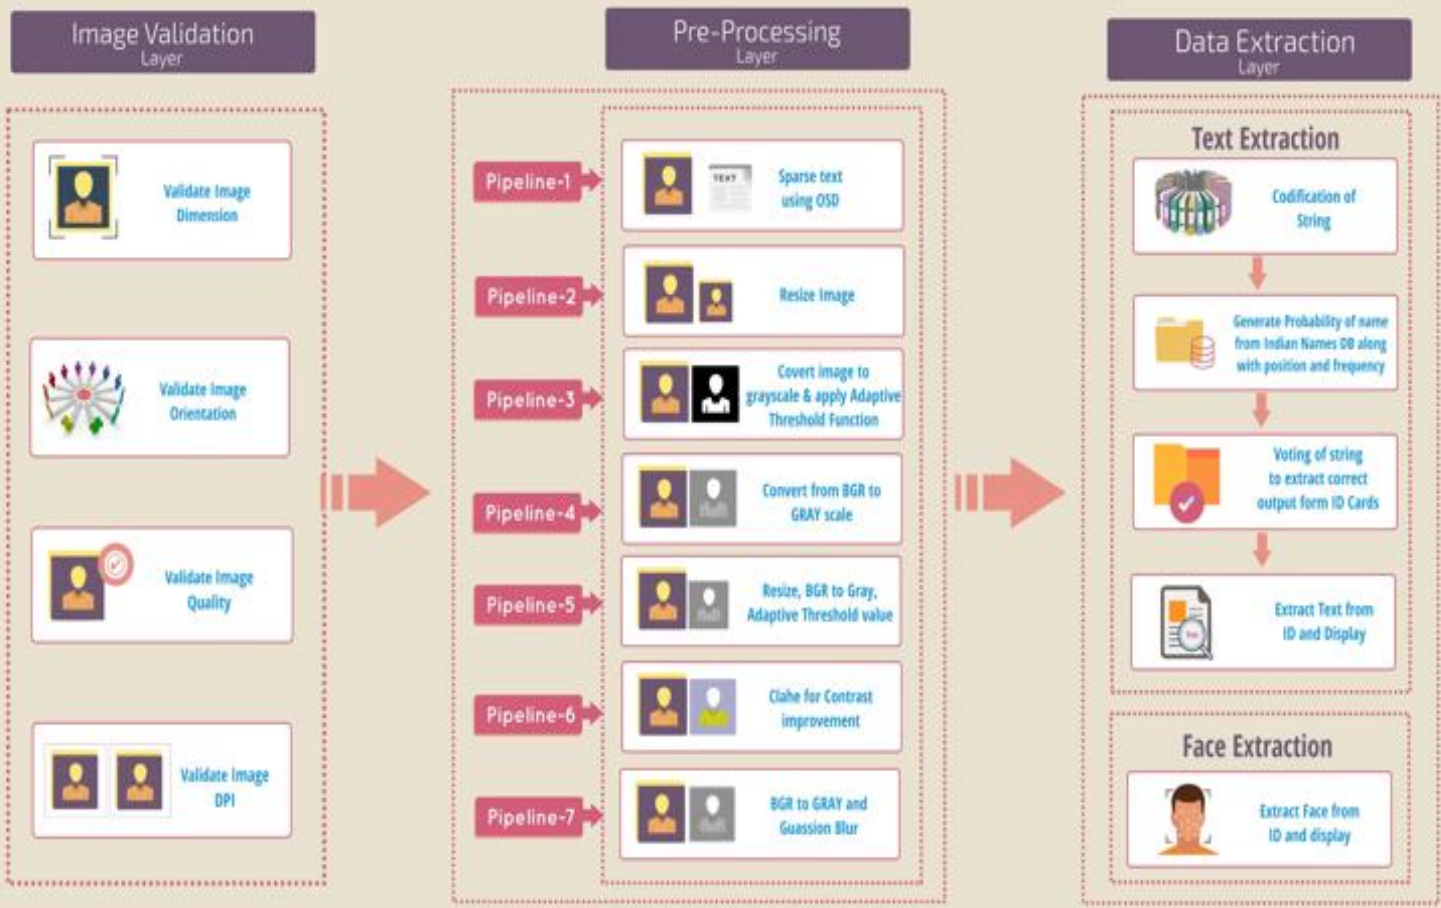 Image Validation
Layer
Validate Image
Dimension
Validate Image
Orientation
Validate Image
Quality
Validate Image
DPI
Pre-Processing
Layer
Pipeline-1
TEXT
Sparse text
using OSD
Pipeline-2
Resize Image
Pipeline-3
Covert image to
grayscale & apply Adaptive
Threshold Function
Pipeline-4
Convert from BGR to
GRAY scale
Pipeline-5
Resize, BGR to Gray,
Adaptive Threshold value
Pipeline-6
Clahe for Contrast
improvement
Pipeline-7
BGR to GRAY and
Guassion Blur
Data Extraction
Layer
Text Extraction
Codification of
String
Generate Probability of name
from Indian Names DB along
with position and frequency
Voting of string
to extract correct
output form ID Cards
Extract Text from
ID and Display
Face Extraction
Extract Face from
ID and display